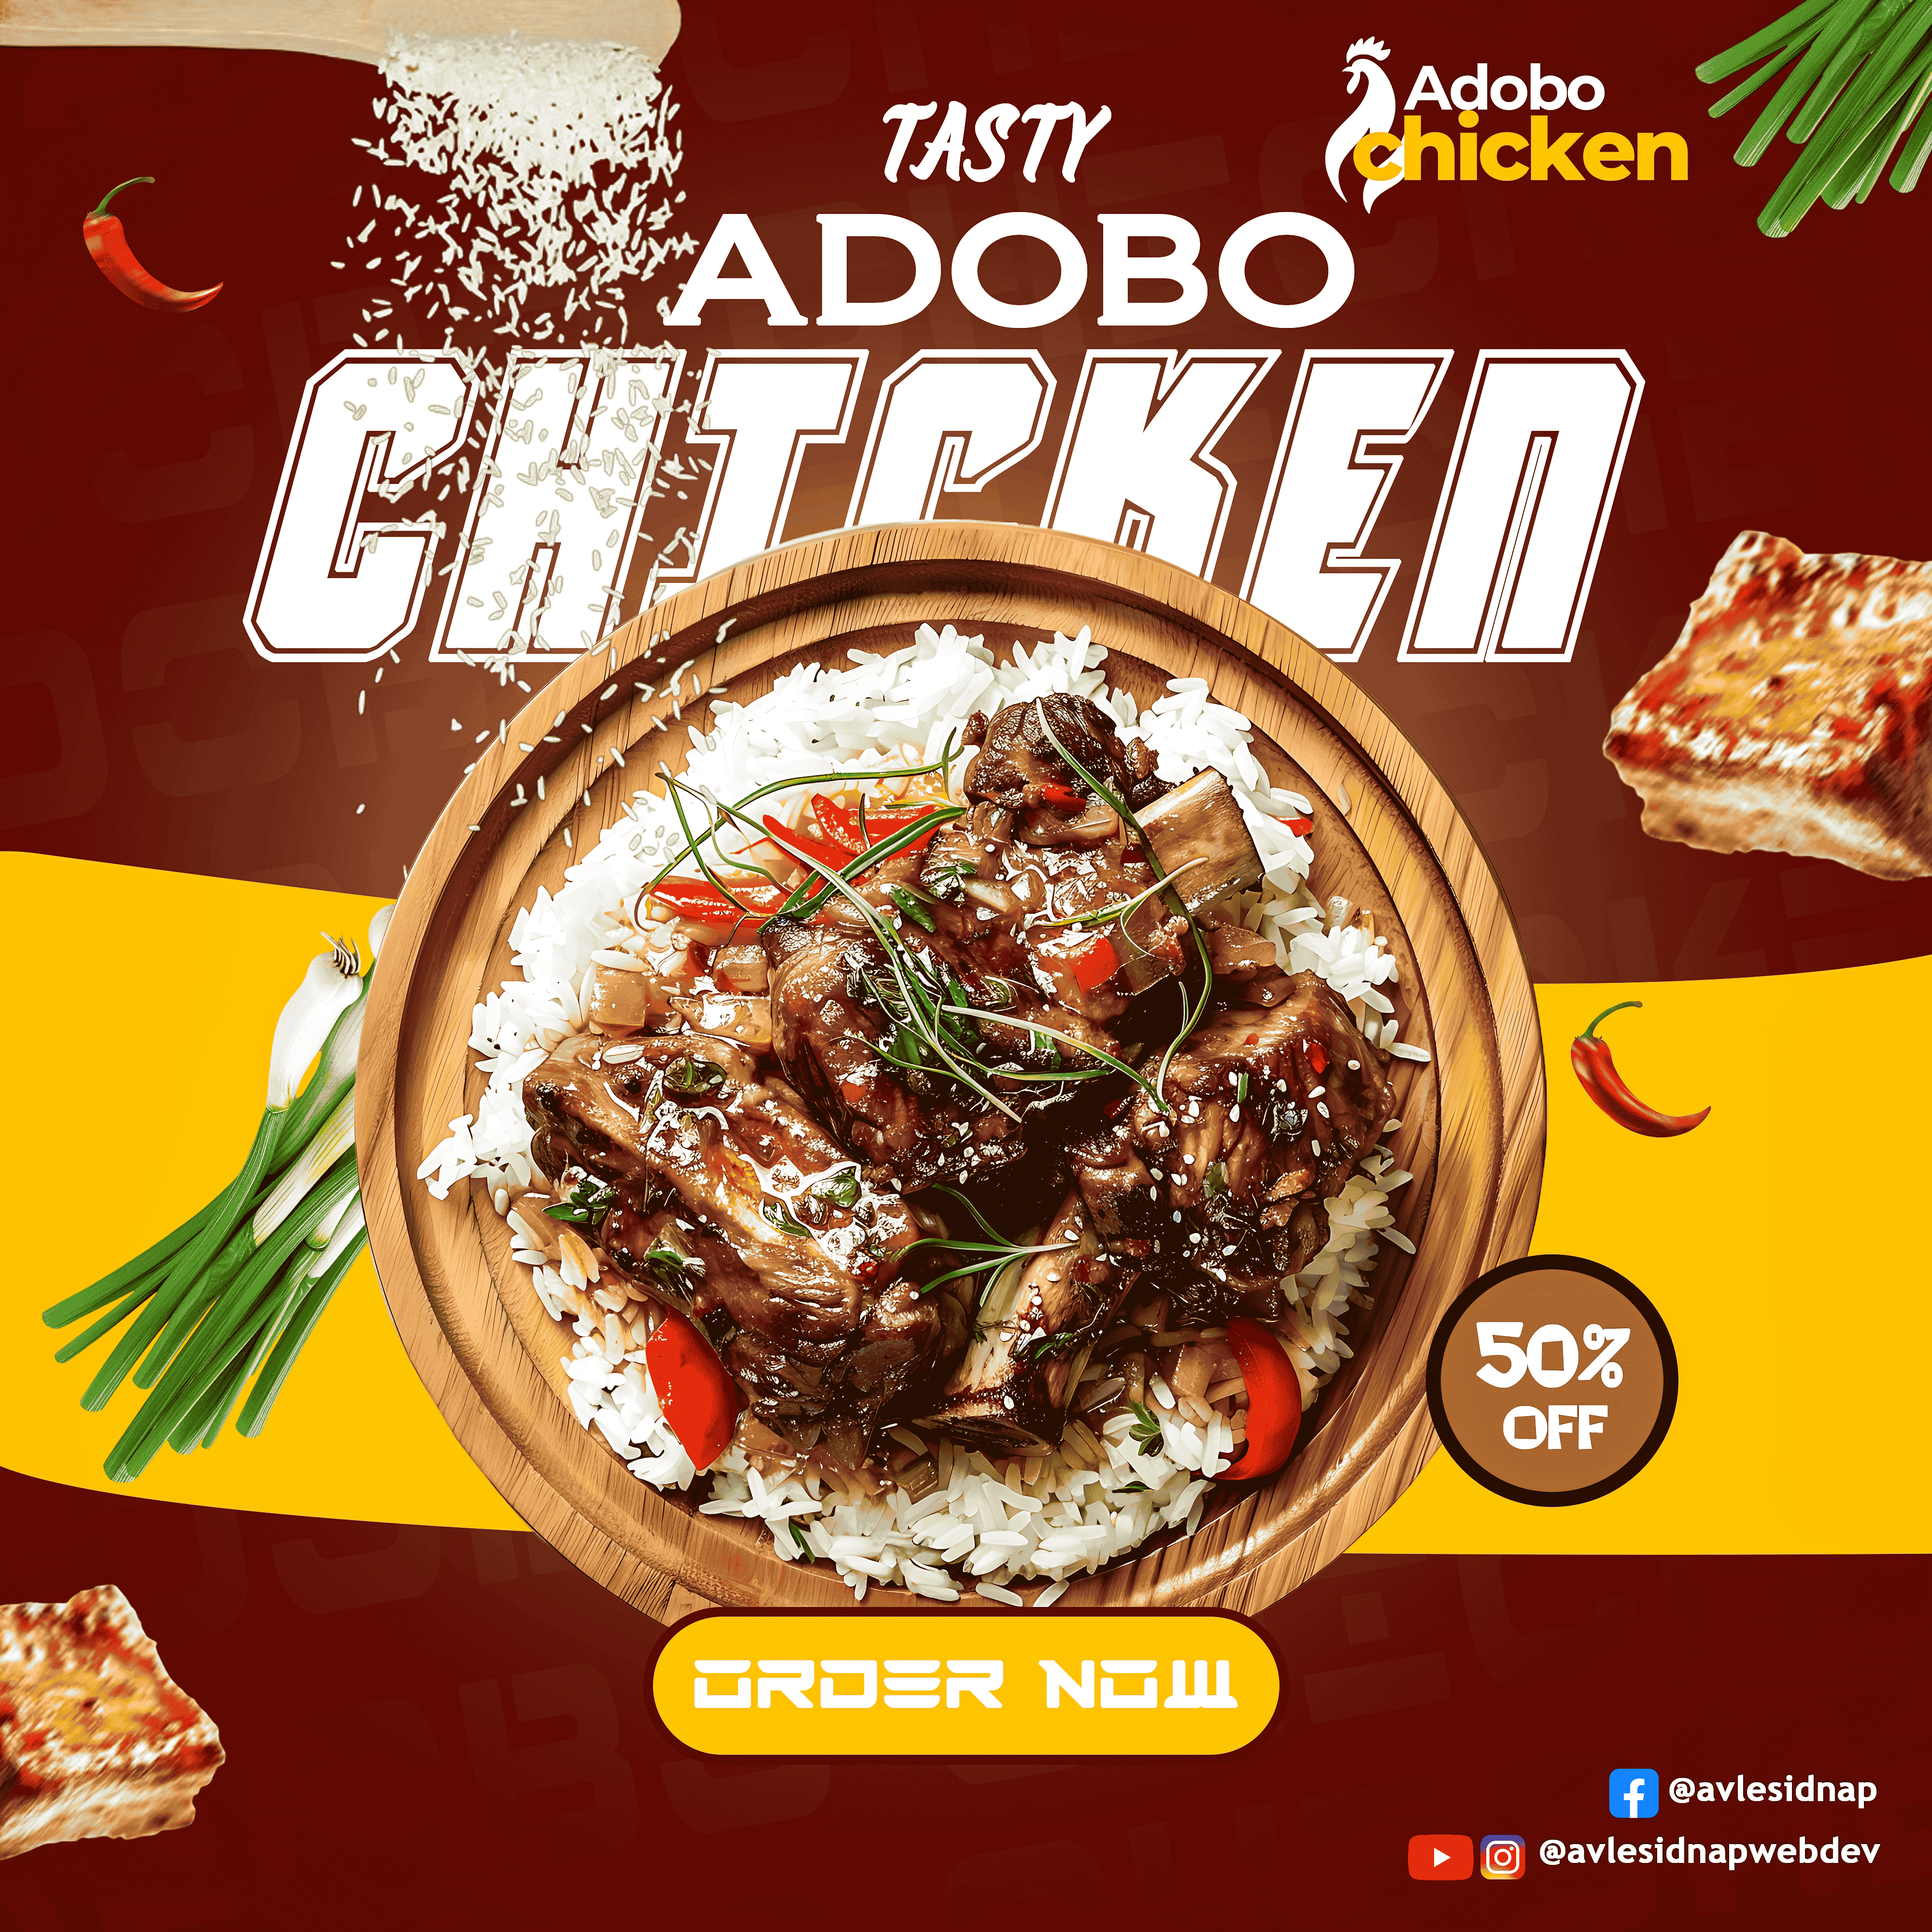 Adobo
chicken
TASTY
ADOBO
CHICKEN
50%
OFF
ORDER NOW
@avlesidnap
@avlesidnapwebdev